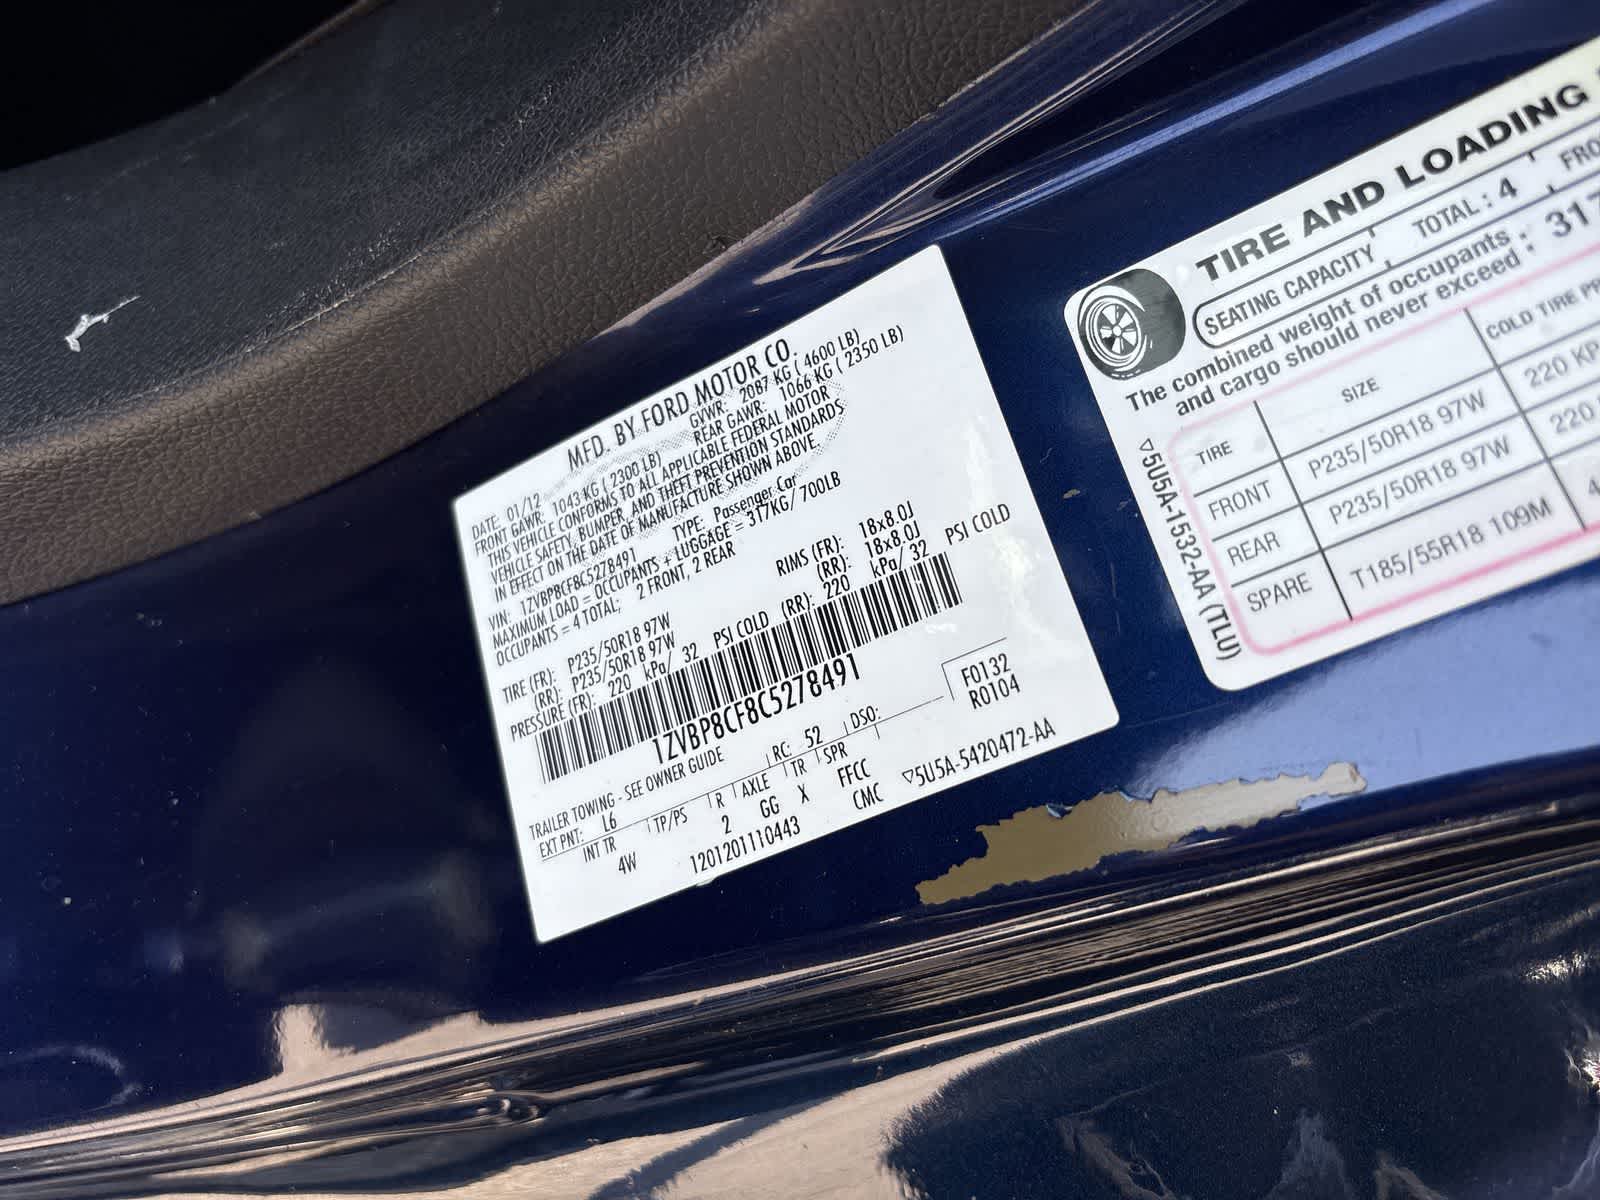 MFD. BY FORD MOTOR CO.
DATE: 01/12 GVWR: 2087 KG ( 4600 LB)
FRONT GAWR: 1043 KG ( 2300 LB) REAR GAWR: 1066 KG ( 2350 LB)
THIS VEHICLE CONFORMS TO ALL APPLICABLE FEDERAL MOTOR
VEHICLE SAFETY, BUMPER, AND THEFT PREVENTION STANDARDS
IN EFFECT ON THE DATE OF MANUFACTURE SHOWN ABOVE.
VIN: 1ZVBP8CF8C5278491 TYPE: Passenger Car
MAXIMUM LOAD = OCCUPANTS + LUGGAGE = 317KG/ 700LB
OCCUPANTS = 4 TOTAL; 2 FRONT, 2 REAR
TIRE (FR): P235/50R18 97W RIMS (FR): 18x8.0J
(RR): P235/50R18 97W (RR): 18x8.0J
PRESSURE (FR): 220 kPa/ 32 PSI COLD (RR): 220 kPa/ 32 PSI COLD
1ZVBP8CF8C5278491
TRAILER TOWING - SEE OWNER GUIDE
F0132
R0104
EXT PNT: L6 RC: 52 DSO:
INT TR TP/PS R AXLE TR SPR
4W 2 GG X FFCC
CMC
1201201110443 ▽5U5A-5420472-AA
TIRE AND LOADING
SEATING CAPACITY TOTAL : 4
The combined weight of occupants
and cargo should never exceed :
TIRE SIZE COLD TIRE
FRONT P235/50R18 97W 220
REAR P235/50R18 97W 220
SPARE T185/55R18 109M
▽5U5A-1532-AA (TLU)